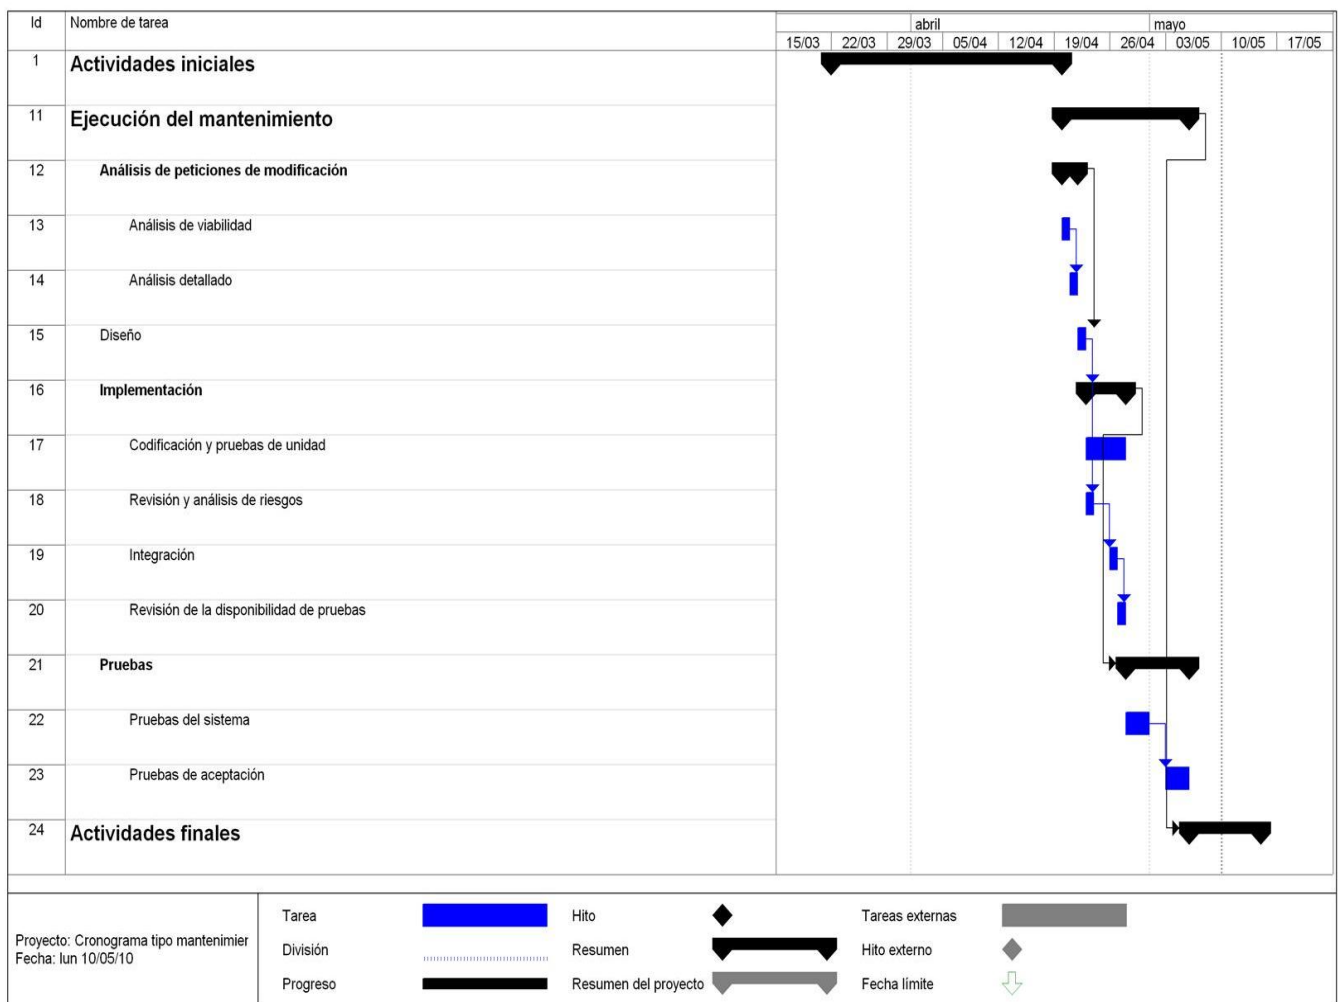 Id Nombre de tarea abril mayo
15/03 22/03 29/03 05/04 12/04 19/04 26/04 03/05 10/05 17/05
1 Actividades iniciales
11 Ejecución del mantenimiento
12 Análisis de peticiones de modificación
13 Análisis de viabilidad
14 Análisis detallado
15 Diseño
16 Implementación
17 Codificación y pruebas de unidad
18 Revisión y análisis de riesgos
19 Integración
20 Revisión de la disponibilidad de pruebas
21 Pruebas
22 Pruebas del sistema
23 Pruebas de aceptación
24 Actividades finales
Proyecto: Cronograma tipo mantenimier
Fecha: lun 10/05/10
Tarea Hito Tareas externas
División Resumen Hito externo
Progreso Resumen del proyecto Fecha límite